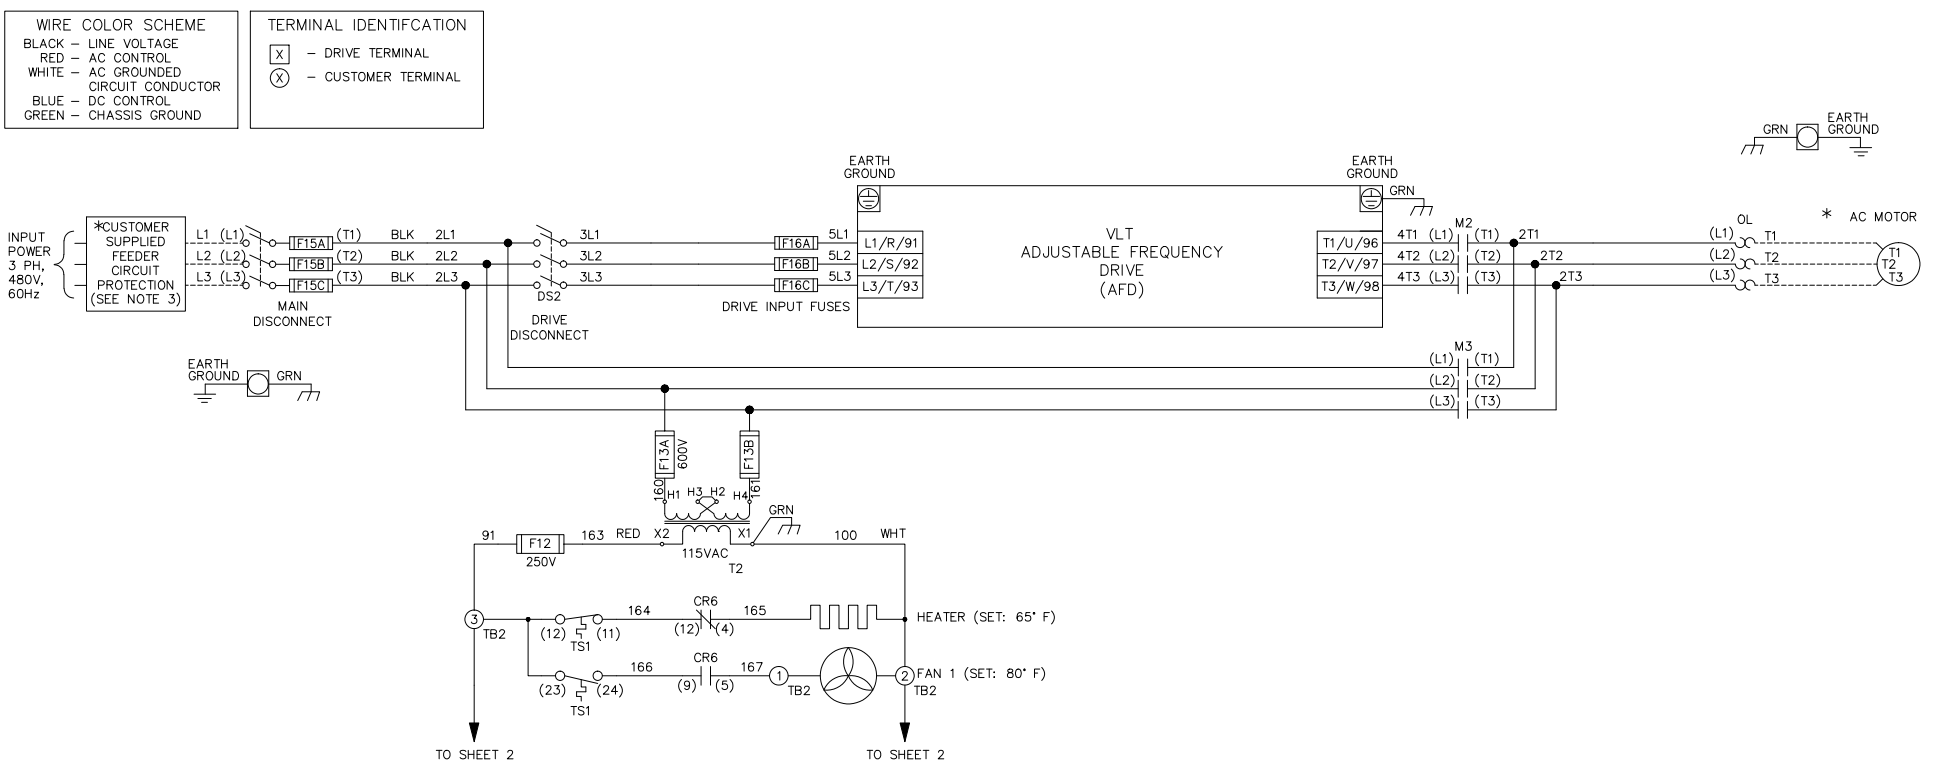 WIRE COLOR SCHEME
BLACK – LINE VOLTAGE
RED – AC CONTROL
WHITE – AC GROUNDED
CIRCUIT CONDUCTOR
BLUE – DC CONTROL
GREEN – CHASSIS GROUND
TERMINAL IDENTIFCATION
X – DRIVE TERMINAL
X – CUSTOMER TERMINAL
GRN
EARTH
GROUND
INPUT
POWER
3 PH,
480V,
60Hz
*CUSTOMER
SUPPLIED
FEEDER
CIRCUIT
PROTECTION
(SEE NOTE 3)
L1 (L1) F15A (T1) BLK 2L1
L2 (L2) F15B (T2) BLK 2L2
L3 (L3) F15C (T3) BLK 2L3
MAIN
DISCONNECT
DS2
DRIVE
DISCONNECT
3L1 F16A 5L1
3L2 F16B 5L2
3L3 F16C 5L3
DRIVE INPUT FUSES
EARTH
GROUND
L1/R/91
L2/S/92
L3/T/93
VLT
ADJUSTABLE FREQUENCY
DRIVE
(AFD)
EARTH
GROUND
GRN
T1/U/96
T2/V/97
T3/W/98
M2
4T1 (L1) (T1) 2T1
4T2 (L2) (T2) 2T2
4T3 (L3) (T3) 2T3
OL
(L1) T1
(L2) T2
(L3) T3
* AC MOTOR
T1
T2
T3
M3
(L1) (T1)
(L2) (T2)
(L3) (T3)
EARTH
GROUND
GRN
F13A
600V
F13B
160
161
H1 H3 H2 H4
GRN
91 F12 163 RED X2 X1 100 WHT
250V
115VAC
T2
3
TB2
(12) (11)
TS1
164
CR6
(12) (4)
165
HEATER (SET: 65° F)
(23) (24)
TS1
166
CR6
(9) (5)
167
1
TB2
2
TB2
FAN 1 (SET: 80° F)
TO SHEET 2
TO SHEET 2